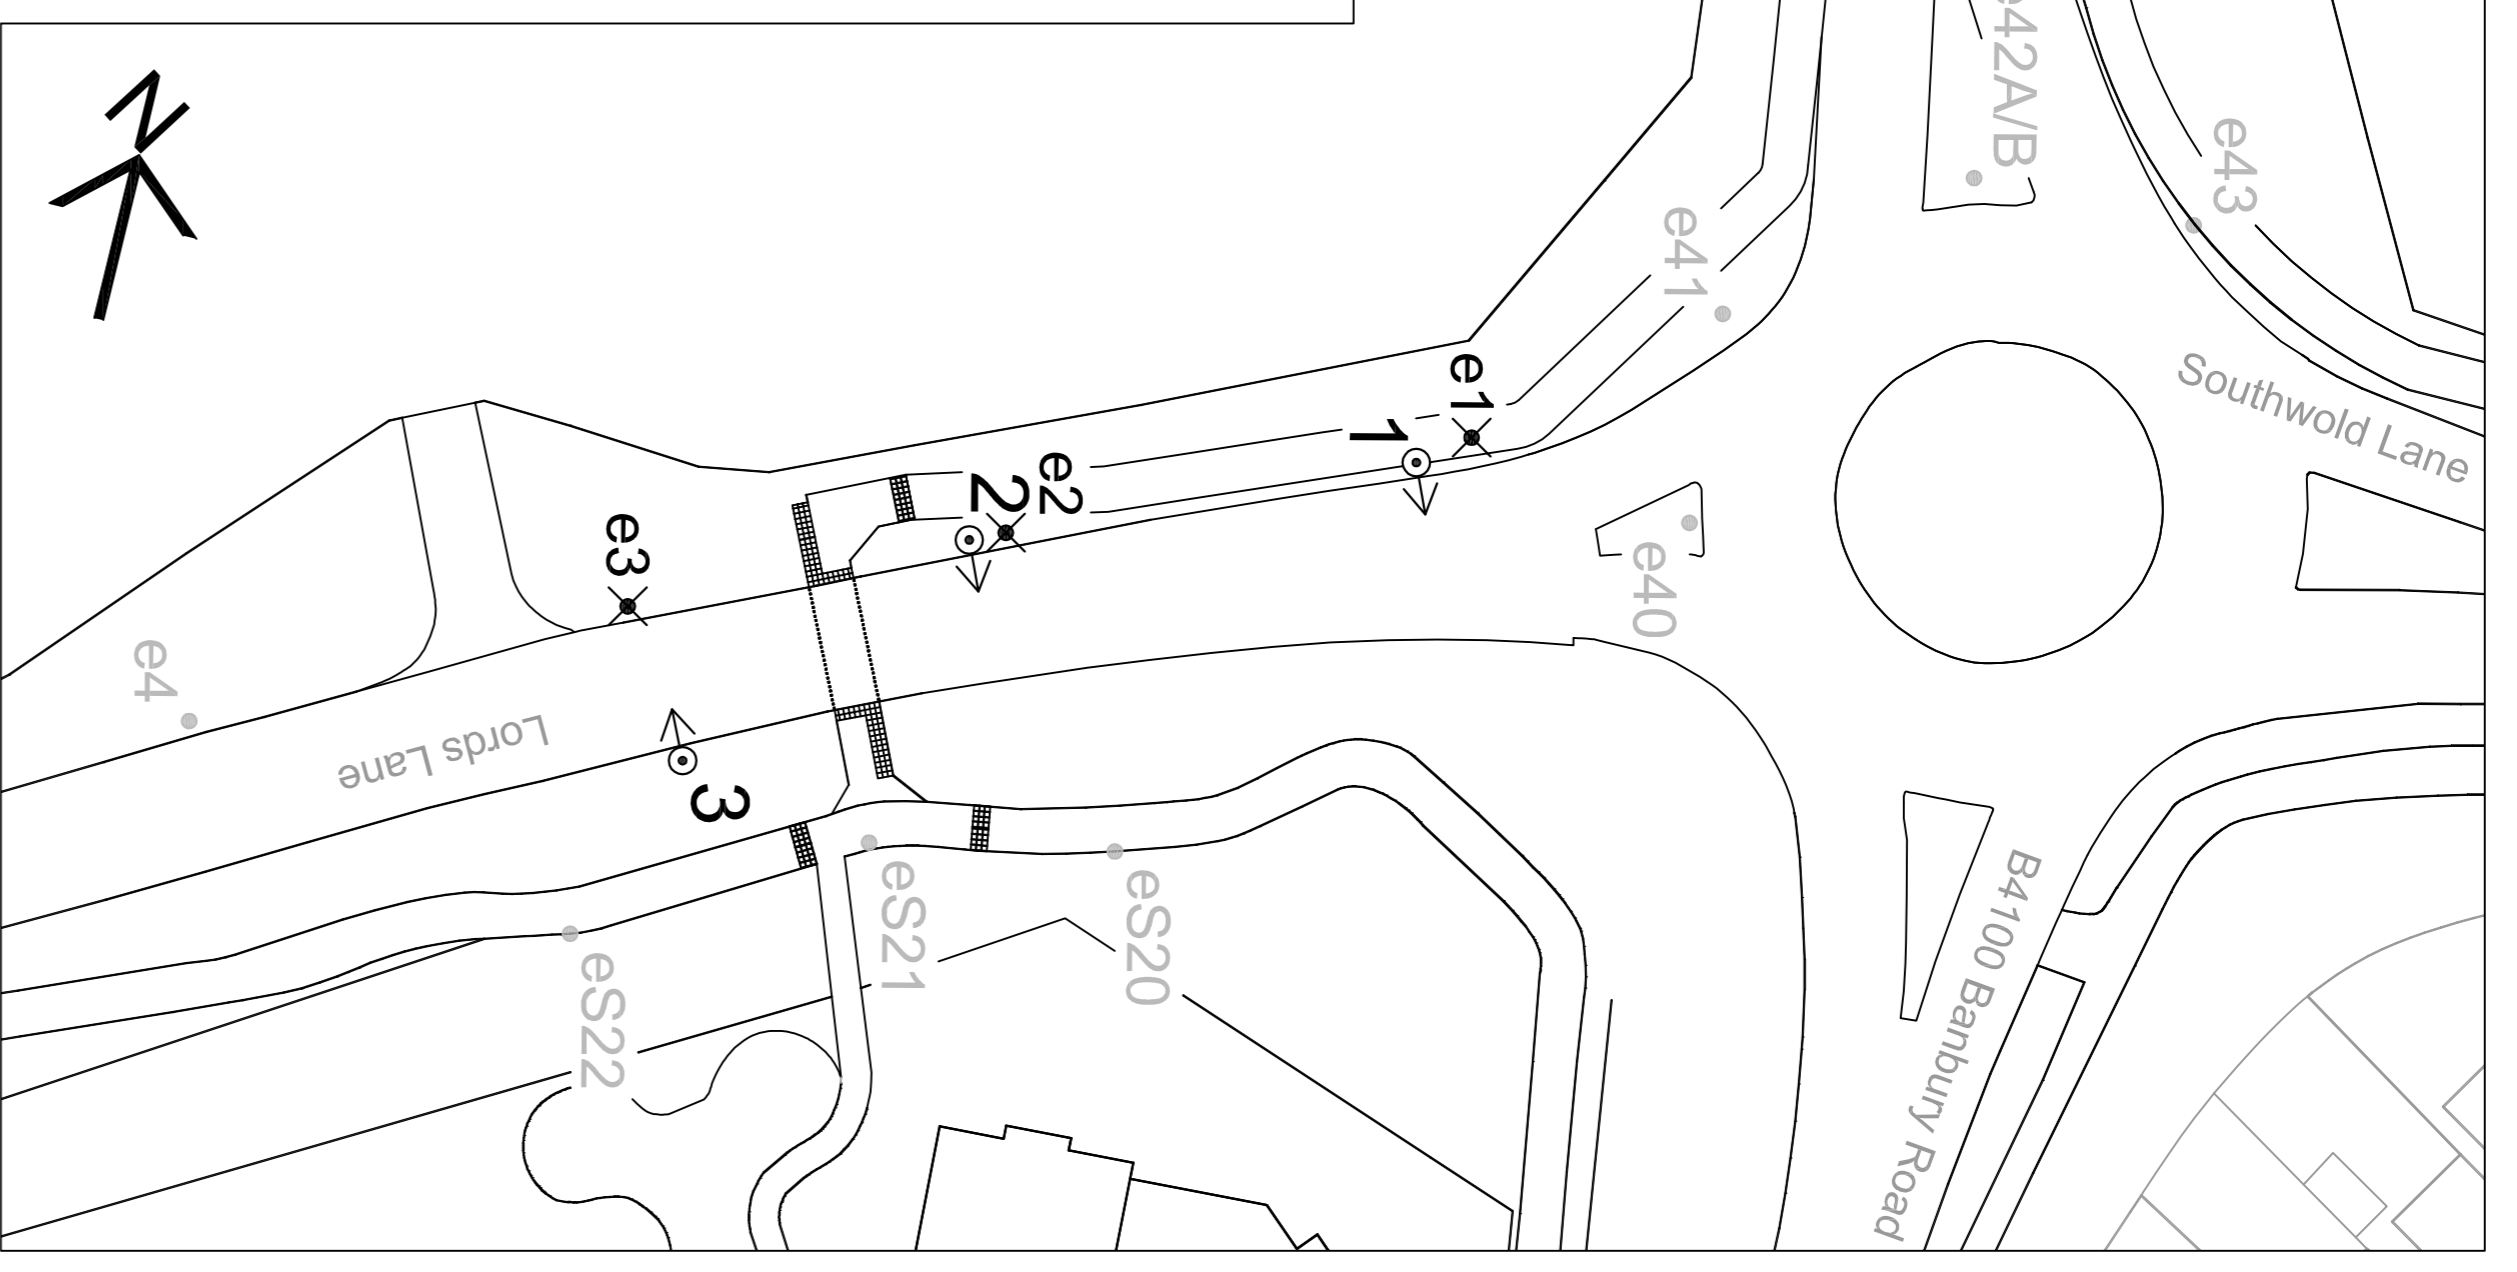 N
e42A/B
e43
e41
Southwold Lane
e1
1
e2
2
e3
e40
e4
Lords Lane
3
eS21
eS20
eS22
B4100 Banbury Road